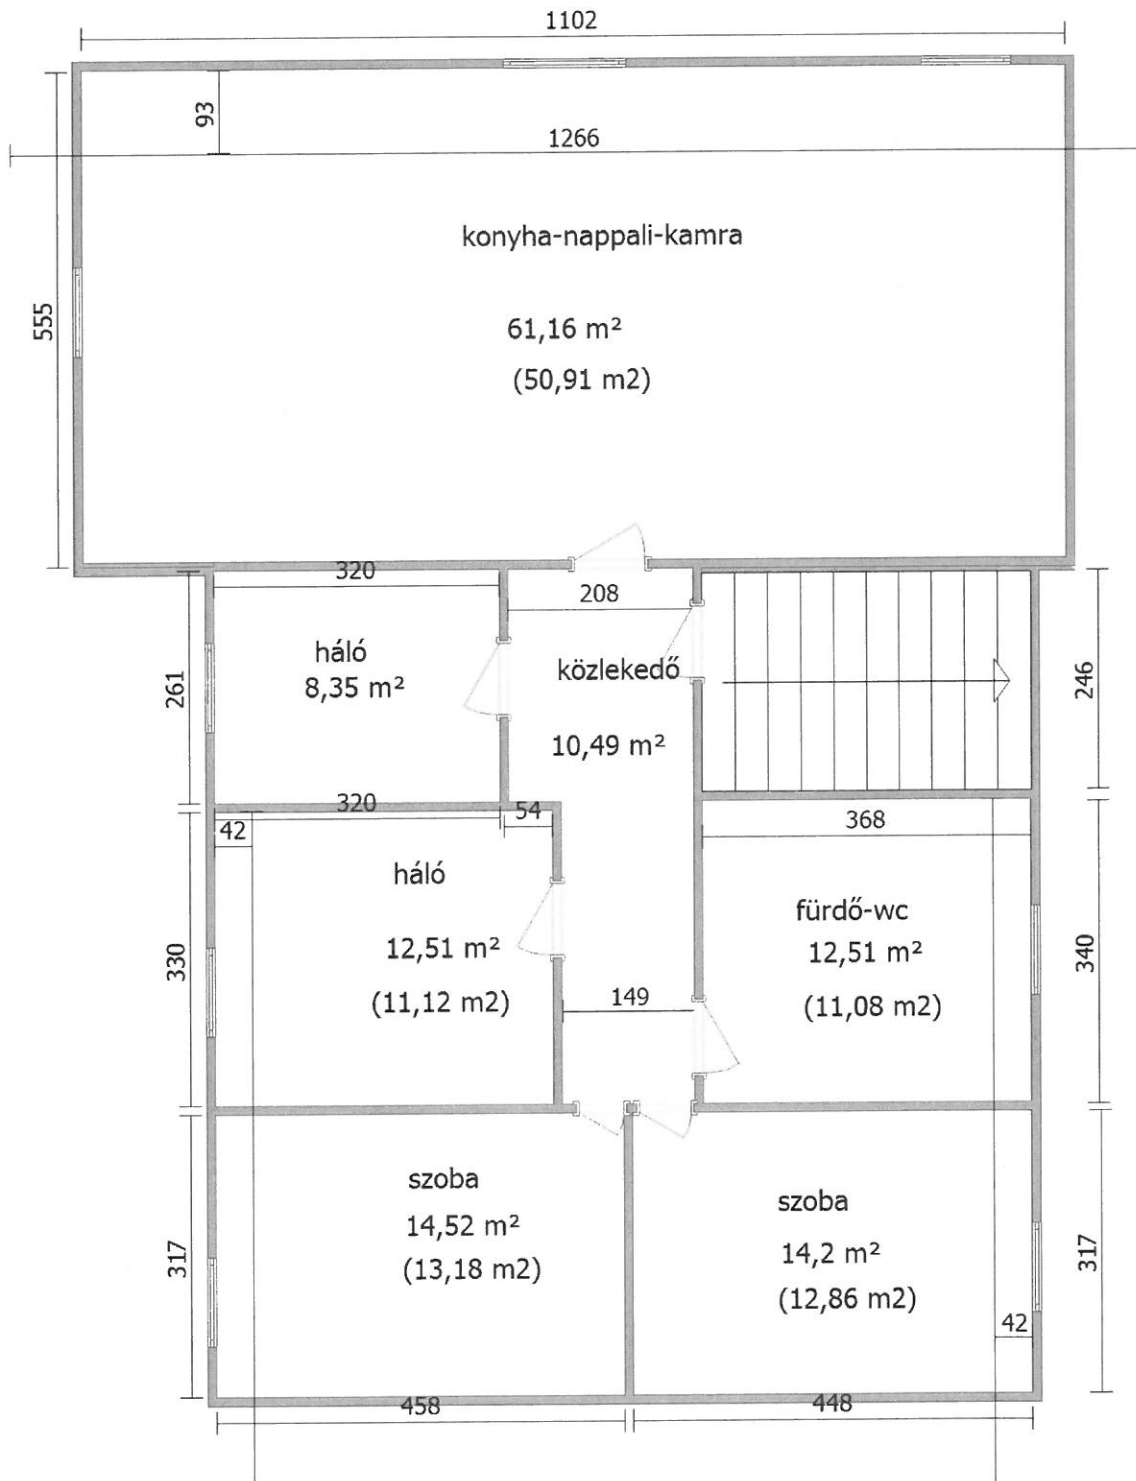 1102
93
1266
konyha-nappali-kamra
555
61,16 m²
(50,91 m2)
320
208
háló
8,35 m²
261
közlekedő
10,49 m²
246
320
54
42
368
háló
12,51 m²
(11,12 m2)
330
fürdő-wc
12,51 m²
(11,08 m2)
340
149
szoba
14,52 m²
(13,18 m2)
317
szoba
14,2 m²
(12,86 m2)
317
42
458
448